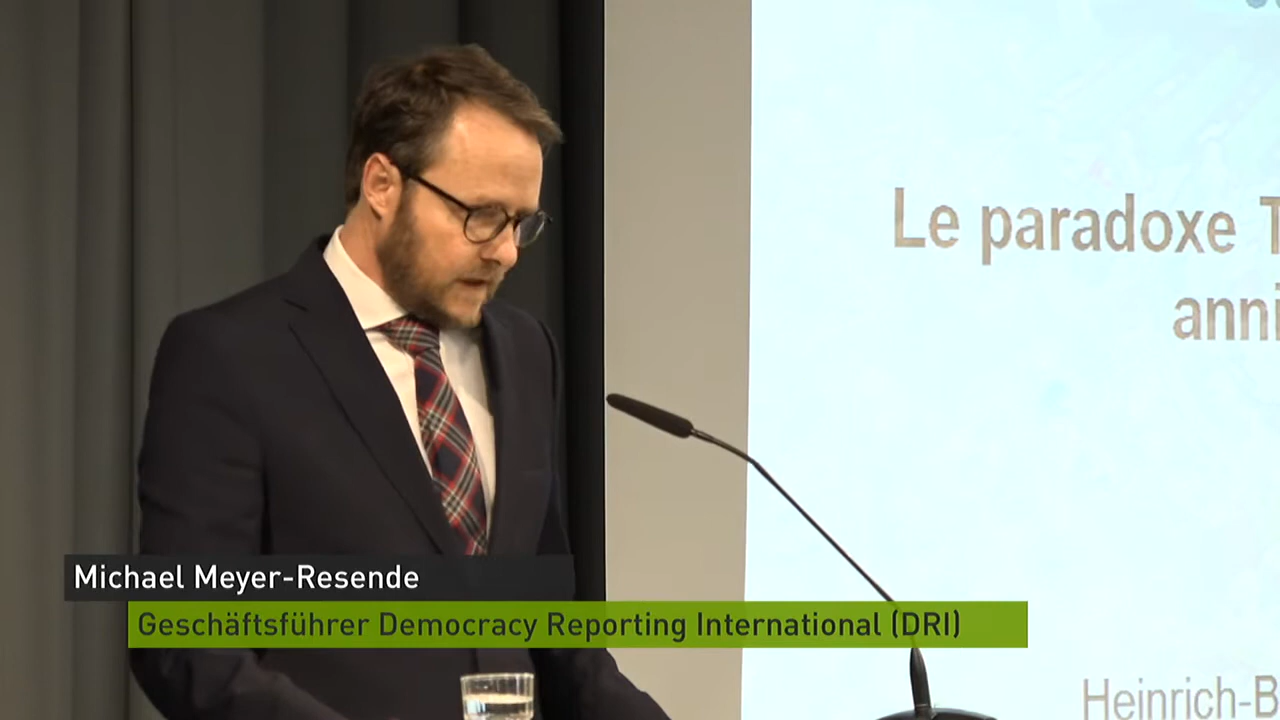 Le paradoxe T
anni
Heinrich-B
Michael Meyer-Resende
Geschäftsführer Democracy Reporting International (DRI)